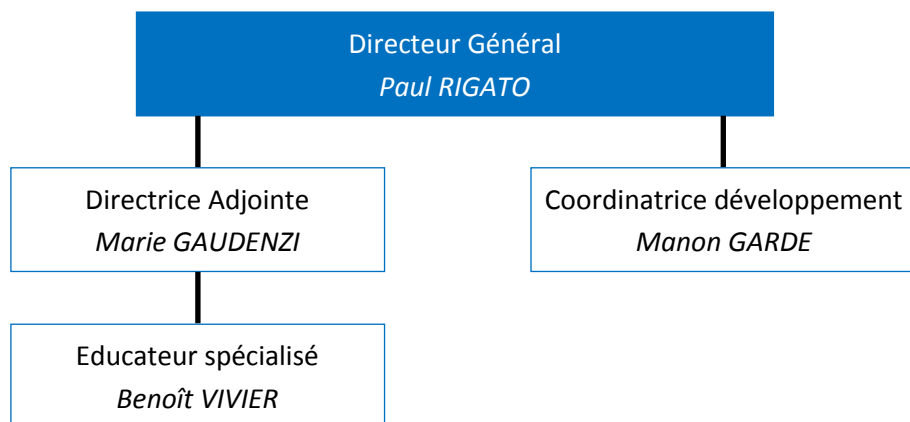 Directeur Général
Paul RIGATO
Directrice Adjointe
Marie GAUDENZI
Coordinatrice développement
Manon GARDE
Educateur spécialisé
Benoît VIVIER